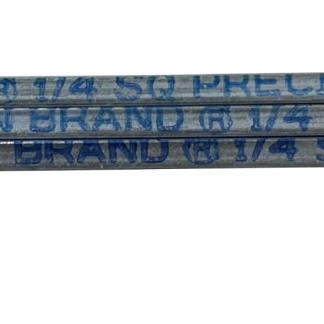 ® 1/4 SQ PREC
BRAND ® 1/4
BRAND ® 1/4 S